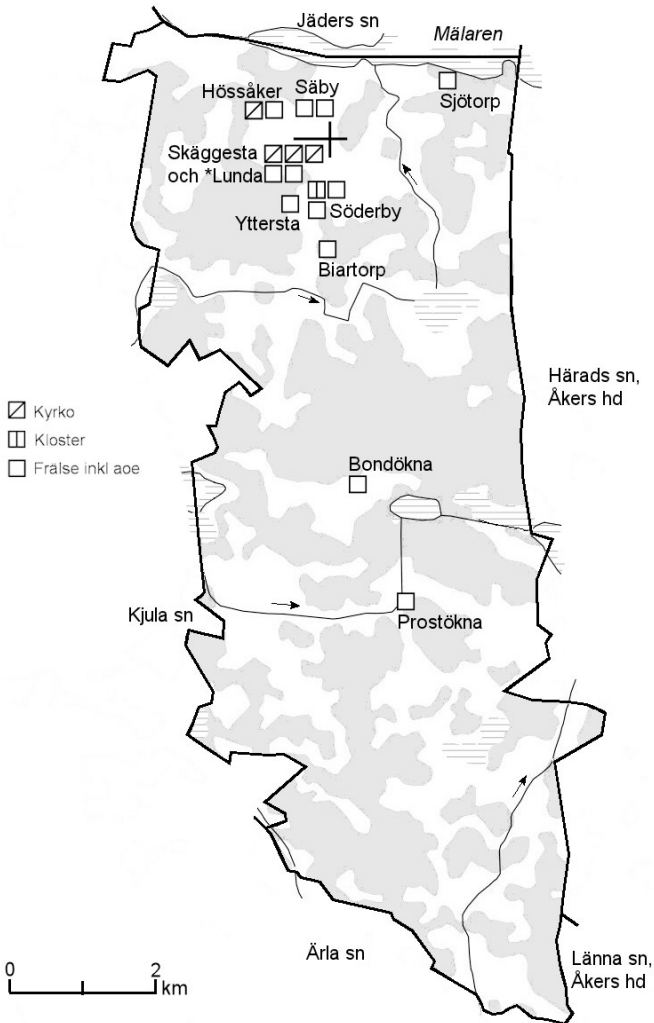 Jäders sn
Mälaren
Hössåker
Säby
Sjötorp
Skäggesta
och *Lunda
Yttersta
Söderby
Biartorp
Härads sn,
Åkers hd
Kyrko
Kloster
Frälse inkl aoe
Bondökna
Kjula sn
Prostökna
Ärla sn
Länna sn,
Åkers hd
0
2
km